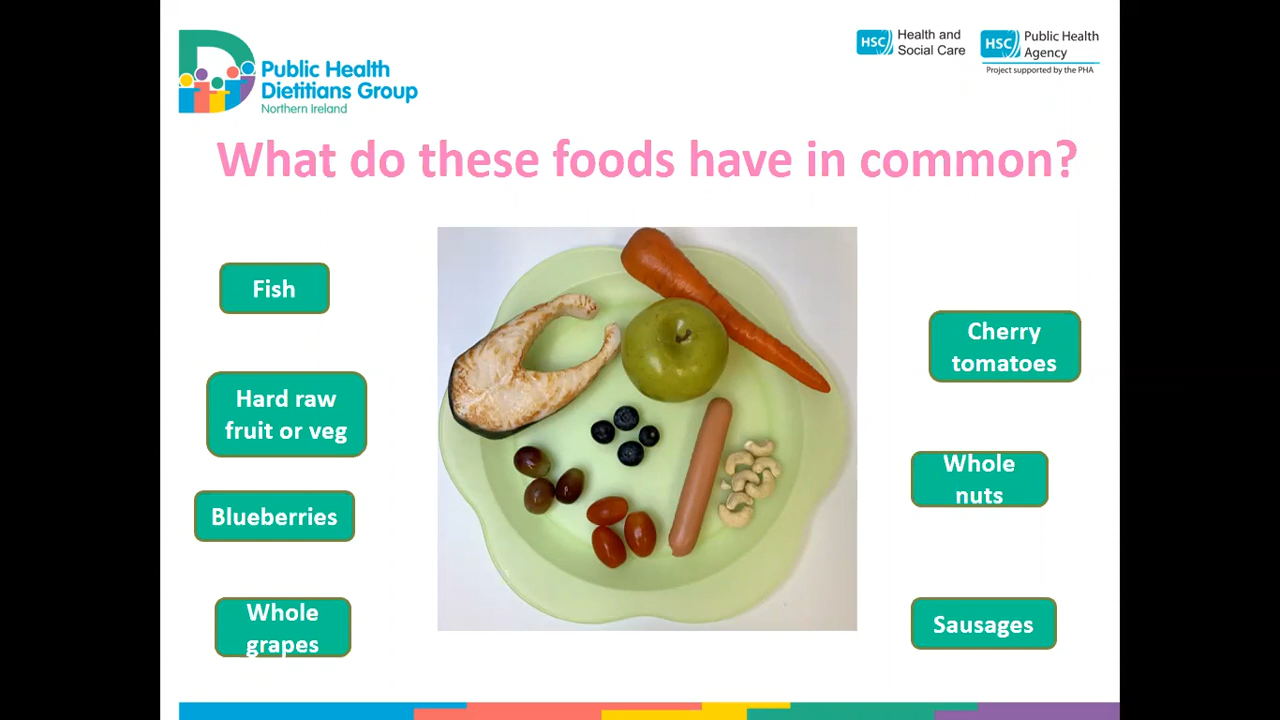 Public Health
Dietitians Group
Northern Ireland
HSC
Health and
Social Care
HSC
Public Health
Agency
Project supported by the PHA
What do these foods have in common?
Fish
Hard raw
fruit or veg
Blueberries
Whole
grapes
Cherry
tomatoes
Whole
nuts
Sausages